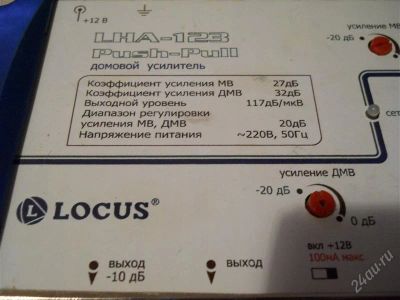 +12 В
LHA-123
Push-Pull
домовой усилитель
усиление МВ
-20 дБ
Коэффициент усиления МВ 27дБ
Коэффициент усиления ДМВ 32дБ
Выходной уровень 117дБ/мкВ
Диапазон регулировки
усиления МВ, ДМВ 20дБ
Напряжение питания ~220В, 50Гц
сет
усиление ДМВ
-20 дБ
0 дБ
LOCUS®
вкл +12В
100мА макс
ВЫХОД
-10 дБ
ВЫХОД
24au.ru